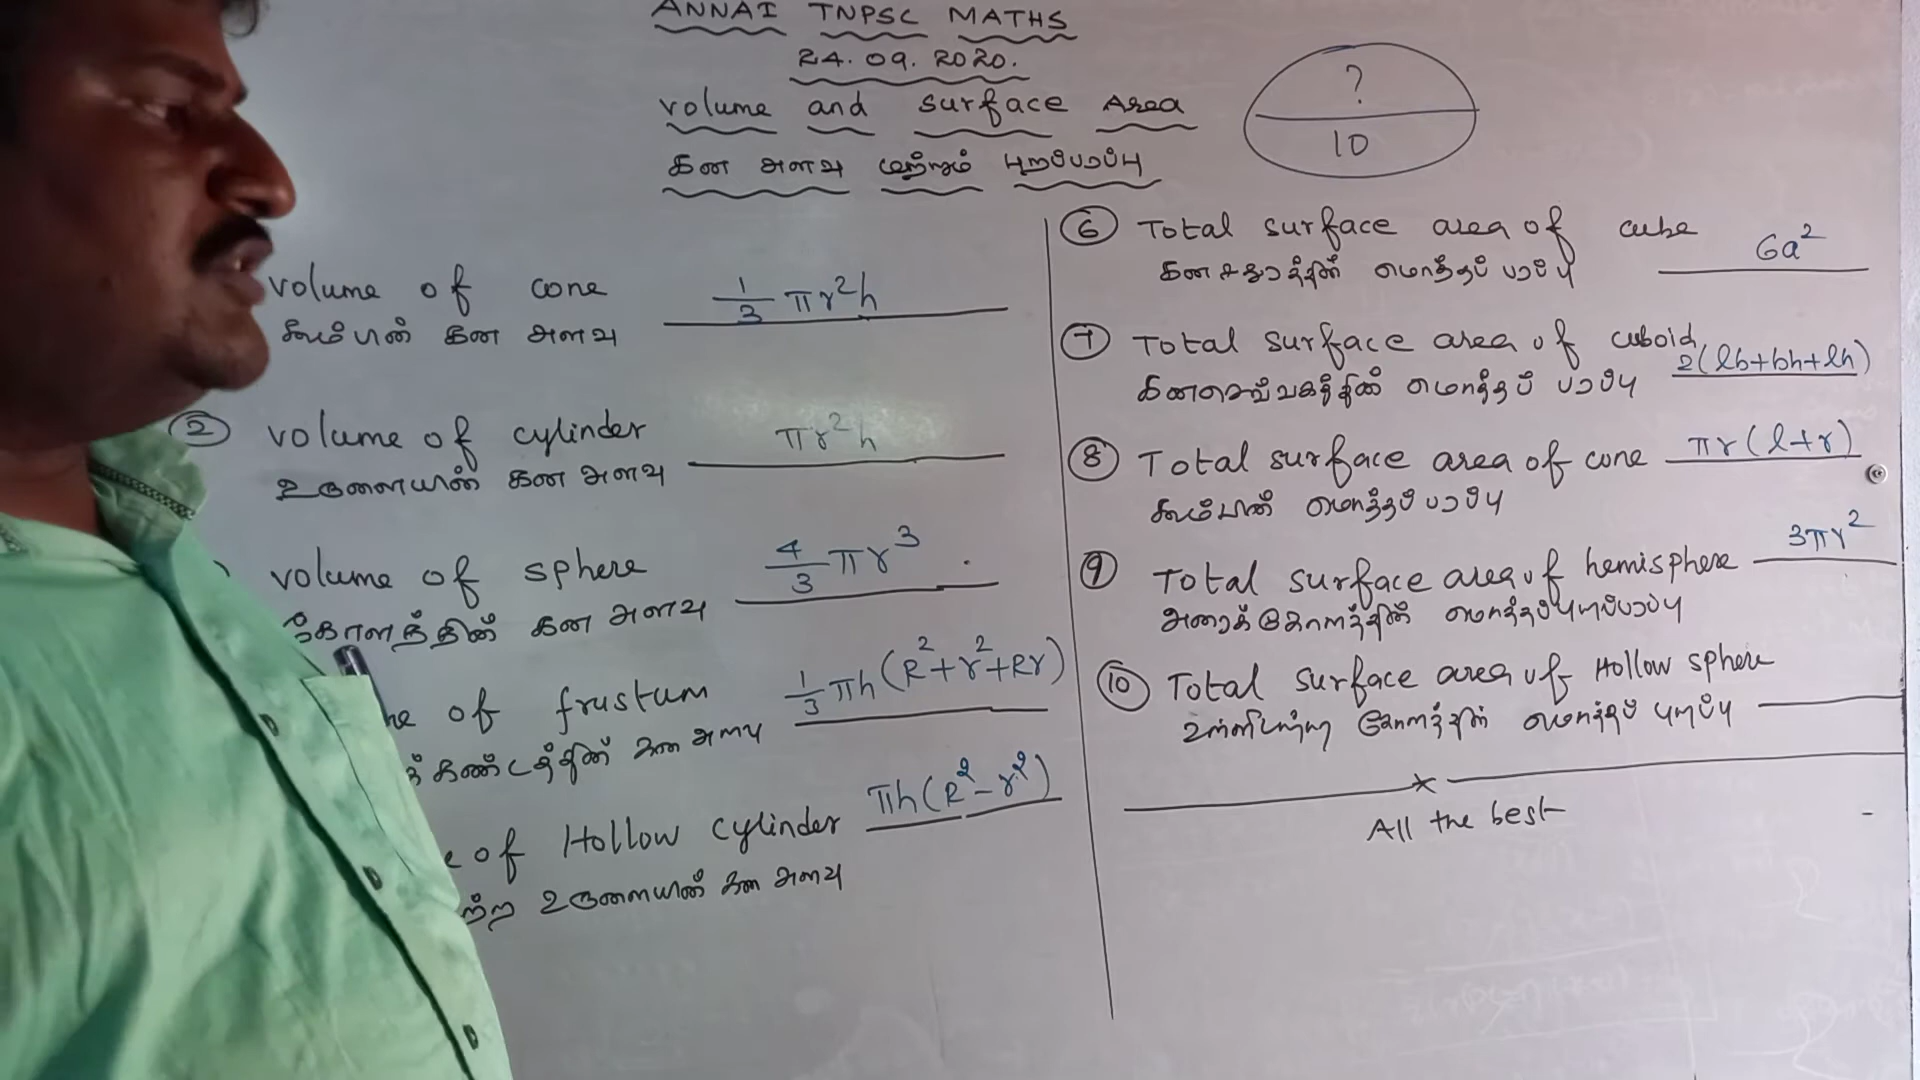 ANNAI TNPSC MATHS
24.09.2020.
volume and surface Area
கன அளவு மற்றும் புறப்பரப்பு
?
10
volume of cone 1/3 πr²h
கூம்பின் கன அளவு
② volume of cylinder πr²h
உருளையின் கன அளவு
volume of sphere 4/3 πr³
கோளத்தின் கன அளவு
of frustum 1/3 πh(R²+r²+Rr)
கண்டத்தின் கன அளவு
of Hollow cylinder πh(R²-r²)
உருளையின் கன அளவு
⑥ Total surface area of cube 6a²
கனசதுரத்தின் மொத்தப் பரப்பு
⑦ Total surface area of cuboid 2(lb+bh+lh)
கனசெவ்வகத்தின் மொத்தப் பரப்பு
⑧ Total surface area of cone πr(l+r)
கூம்பின் மொத்தப் பரப்பு
⑨ Total surface area of hemisphere 3πr²
அரைக்கோளத்தின் மொத்தப்புறப்பரப்பு
⑩ Total surface area of Hollow sphere
கோளத்தின் மொத்தப்
All the best